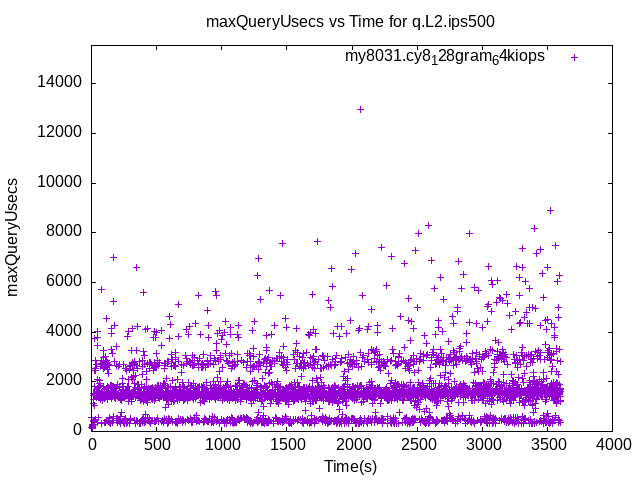 maxQueryUsecs vs Time for q.L2.ips500
my8031.cy8₁28gram₆4kiops
14000
12000
10000
8000
6000
4000
2000
0
maxQueryUsecs
0 500 1000 1500 2000 2500 3000 3500 4000
Time(s)